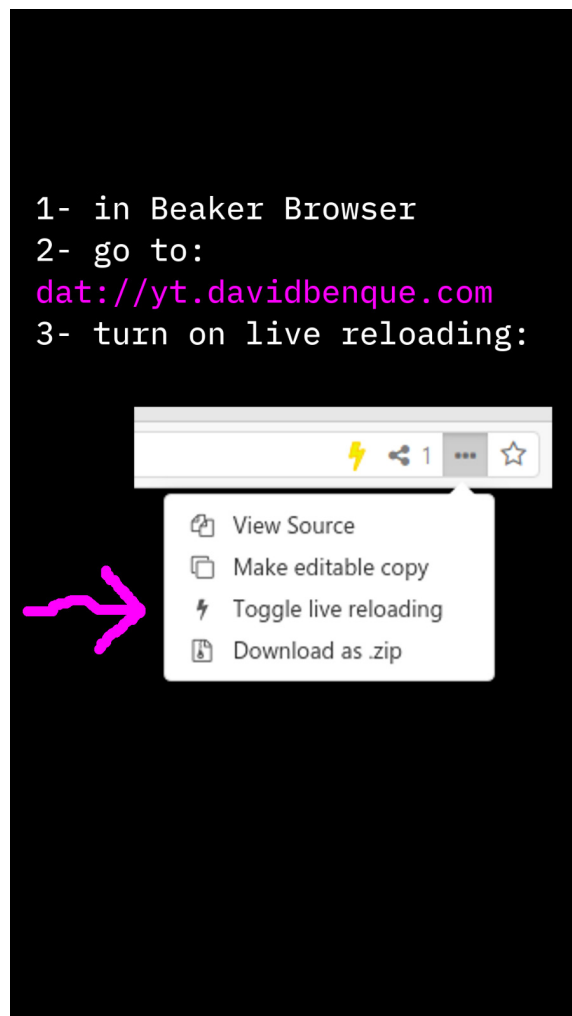 1- in Beaker Browser
2- go to:
dat://yt.davidbenque.com
3- turn on live reloading:
1
View Source
Make editable copy
Toggle live reloading
Download as .zip